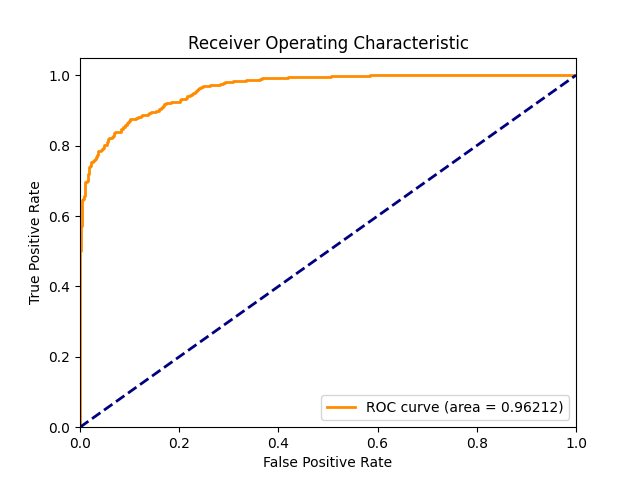 Receiver Operating Characteristic
True Positive Rate
1.0
0.8
0.6
0.4
0.2
0.0
ROC curve (area = 0.96212)
0.0 0.2 0.4 0.6 0.8 1.0
False Positive Rate